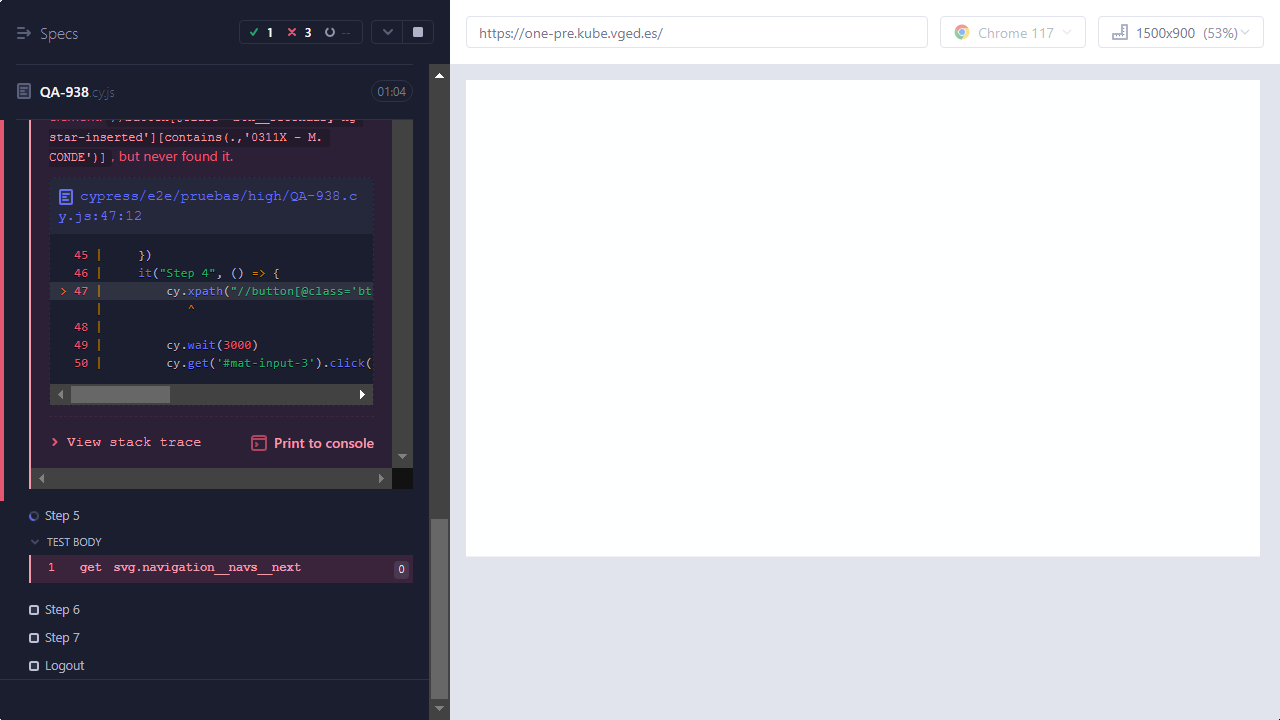 Specs
1
3
--
QA-938.cy.js
01:04
star-inserted'][contains(.,'0311X - M.
CONDE')] , but never found it.
cypress/e2e/pruebas/high/QA-938.c
y.js:47:12
45 |     })
46 |     it("Step 4", () => {
> 47 |         cy.xpath("//button[@class='bt
|            ^
48 |
49 |         cy.wait(3000)
50 |         cy.get('#mat-input-3').click(
View stack trace
Print to console
Step 5
TEST BODY
1 get svg.navigation__navs__next 0
Step 6
Step 7
Logout
https://one-pre.kube.vged.es/
Chrome 117
1500x900 (53%)